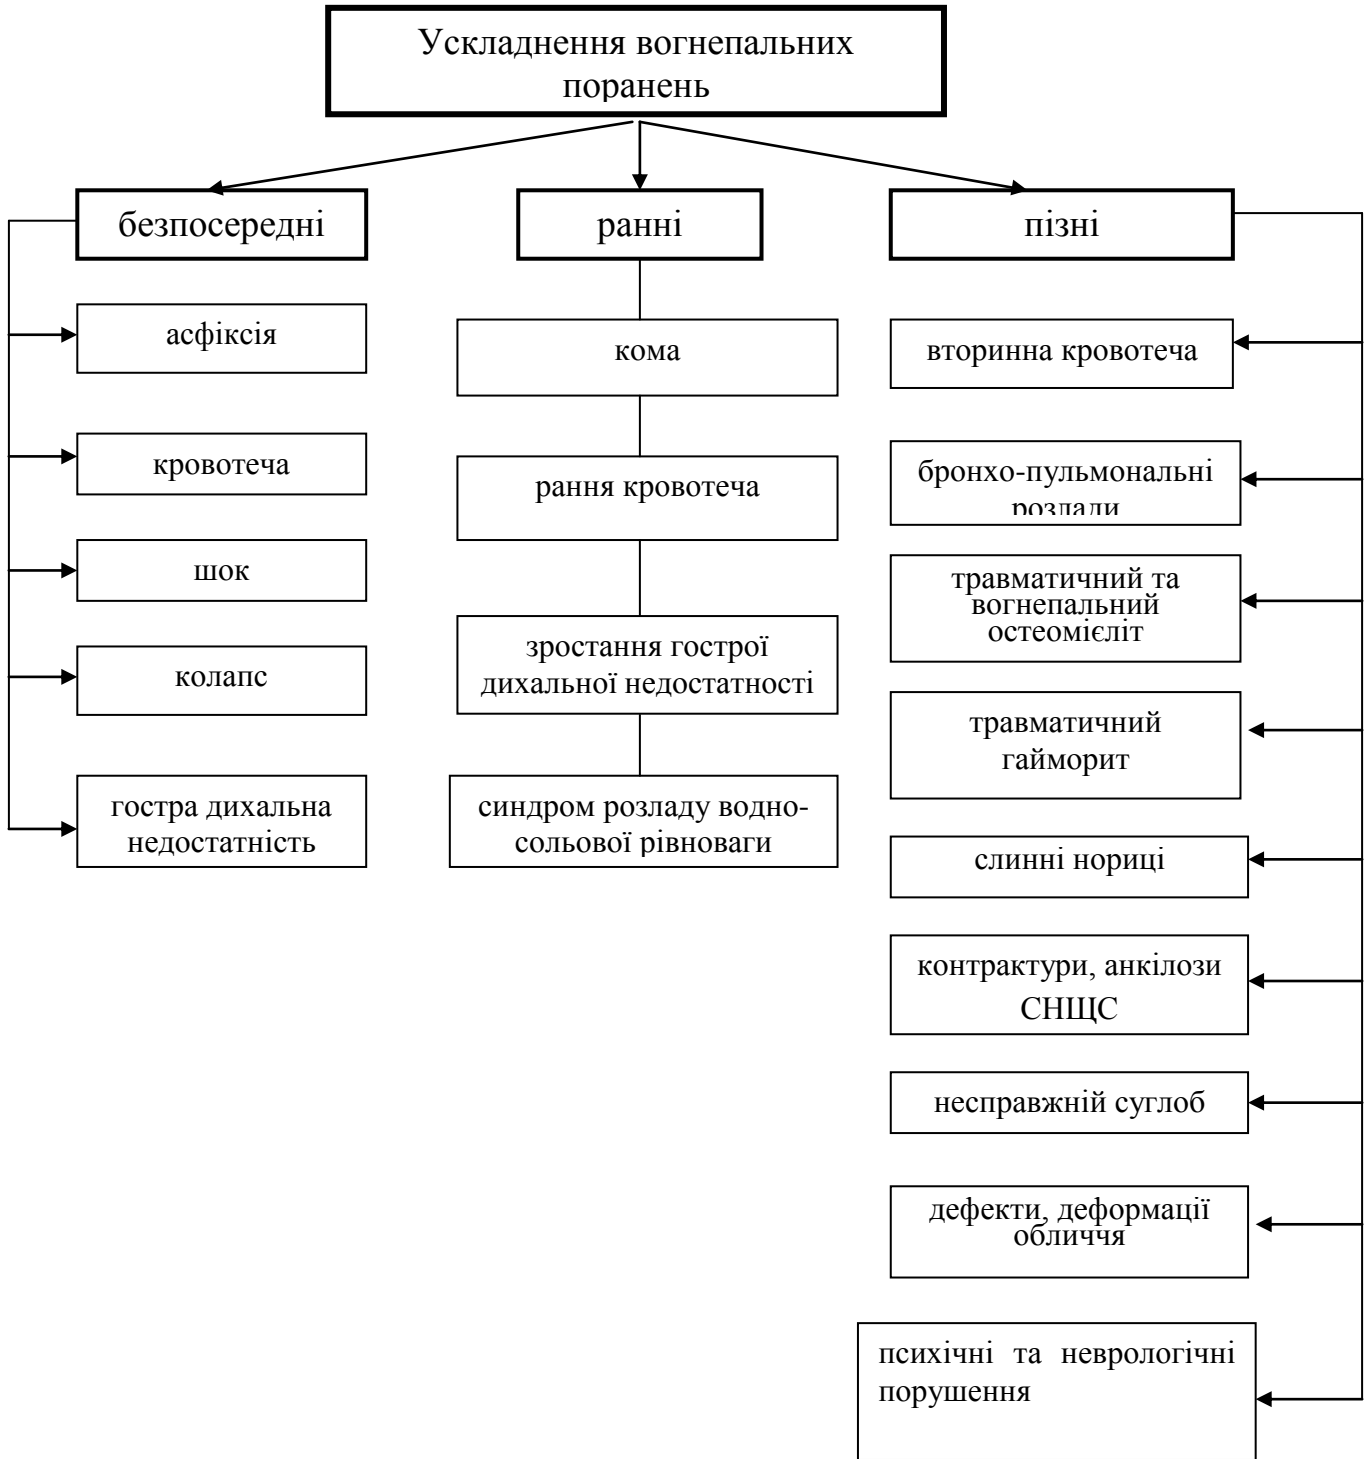 Ускладнення вогнепальних
поранень
безпосередні
ранні
пізні
асфіксія
кровотеча
шок
колапс
гостра дихальна
недостатність
кома
рання кровотеча
зростання гострої
дихальної недостатності
синдром розладу водно-
сольової рівноваги
вторинна кровотеча
бронхо-пульмональні
розлади
травматичний та
вогнепальний
остеомієліт
травматичний
гайморит
слинні нориці
контрактури, анкілози
СНЩС
несправжній суглоб
дефекти, деформації
обличчя
психічні та неврологічні
порушення